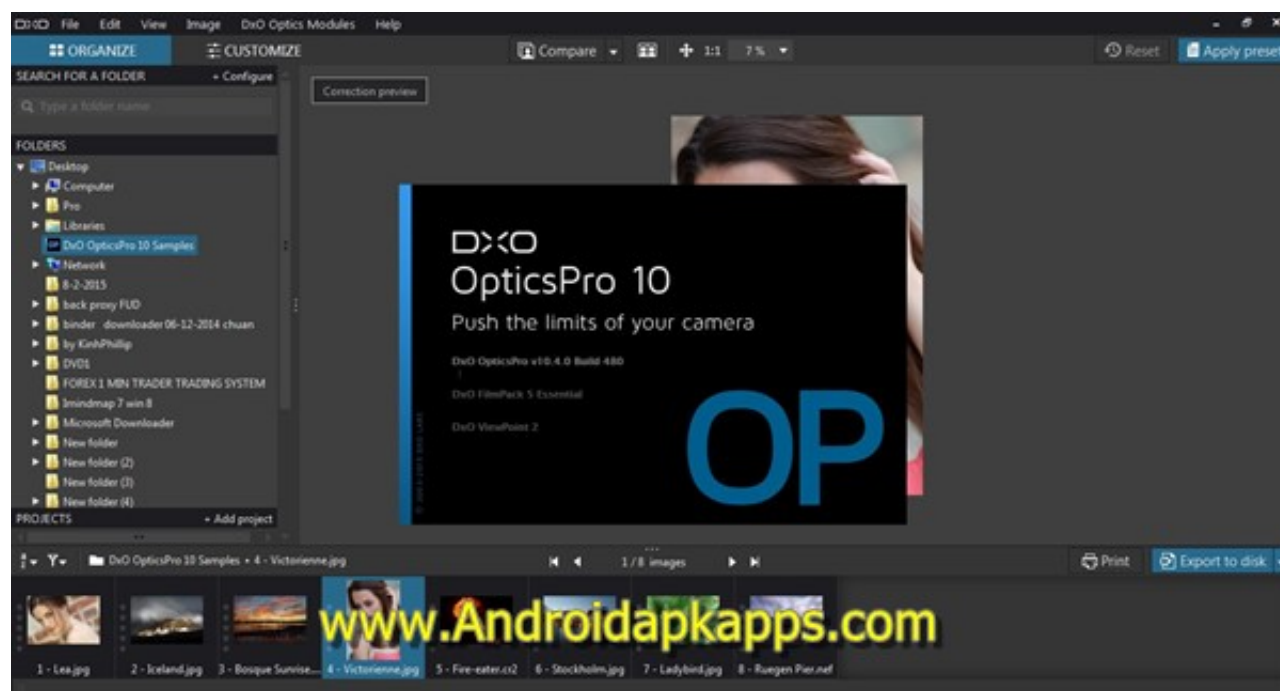 DXO File Edit View Image DxO Optics Modules Help
ORGANIZE CUSTOMIZE Compare 1:1 7 % Reset Apply preset
SEARCH FOR A FOLDER + Configure
Type a folder name
Correction preview
FOLDERS
Desktop
Computer
Pro
Libraries
DxO OpticsPro 10 Samples
Network
8-2-2015
back proxy FUD
binder downloader 06-12-2014 chuan
by KinhPhillip
DVD1
FOREX 1 MIN TRADER TRADING SYSTEM
Imindmap 7 win 8
Microsoft Downloader
New folder
New folder (2)
New folder (3)
New folder (4)
PROJECTS + Add project
DXO
OpticsPro 10
Push the limits of your camera
DxO OpticsPro v10.4.0 Build 480
DxO FilmPack 5 Essential
DxO ViewPoint 2
OP
DxO OpticsPro 10 Samples • 4 - Victorienne.jpg 1 / 8 images Print Export to disk
www.Androidapkapps.com
1 - Lea.jpg 2 - Iceland.jpg 3 - Bosque Sunrise... 4 - Victorienne.jpg 5 - Fire-eater.cr2 6 - Stockholm.jpg 7 - Ladybird.jpg 8 - Ruegen Pier.nef